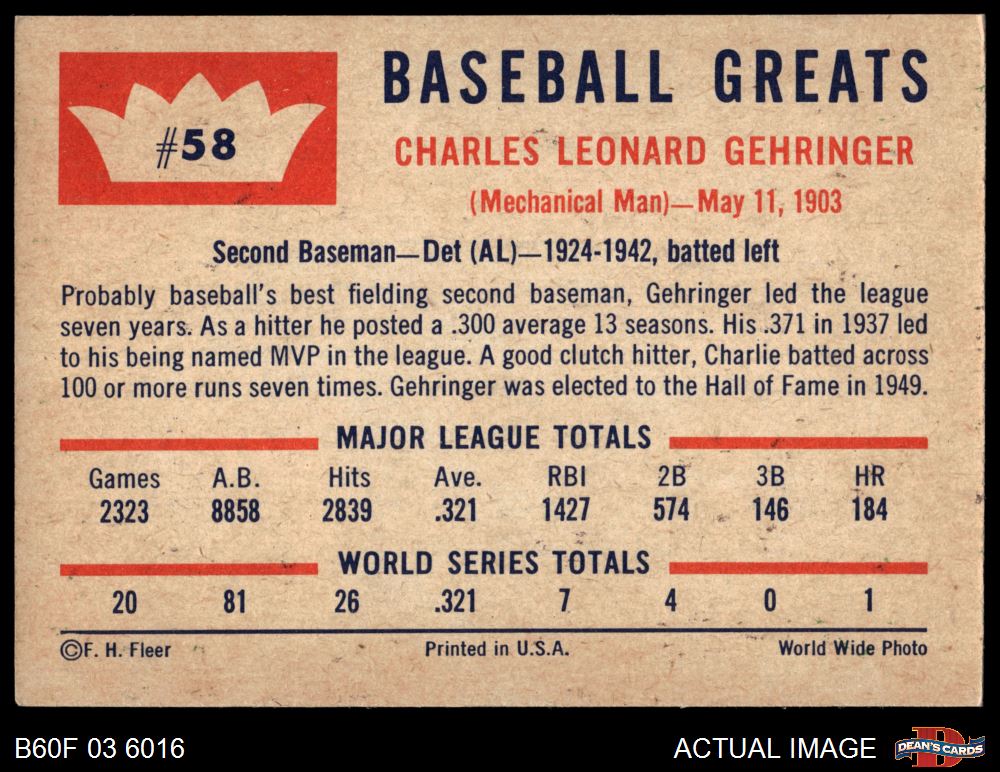 #58
BASEBALL GREATS
CHARLES LEONARD GEHRINGER
(Mechanical Man)—May 11, 1903
Second Baseman—Det (AL)—1924-1942, batted left
Probably baseball's best fielding second baseman, Gehringer led the league
seven years. As a hitter he posted a .300 average 13 seasons. His .371 in 1937 led
to his being named MVP in the league. A good clutch hitter, Charlie batted across
100 or more runs seven times. Gehringer was elected to the Hall of Fame in 1949.
MAJOR LEAGUE TOTALS
Games A.B. Hits Ave. RBI 2B 3B HR
2323 8858 2839 .321 1427 574 146 184
WORLD SERIES TOTALS
20 81 26 .321 7 4 0 1
©F. H. Fleer Printed in U.S.A. World Wide Photo
B60F 03 6016 ACTUAL IMAGE DEAN'S CARDS